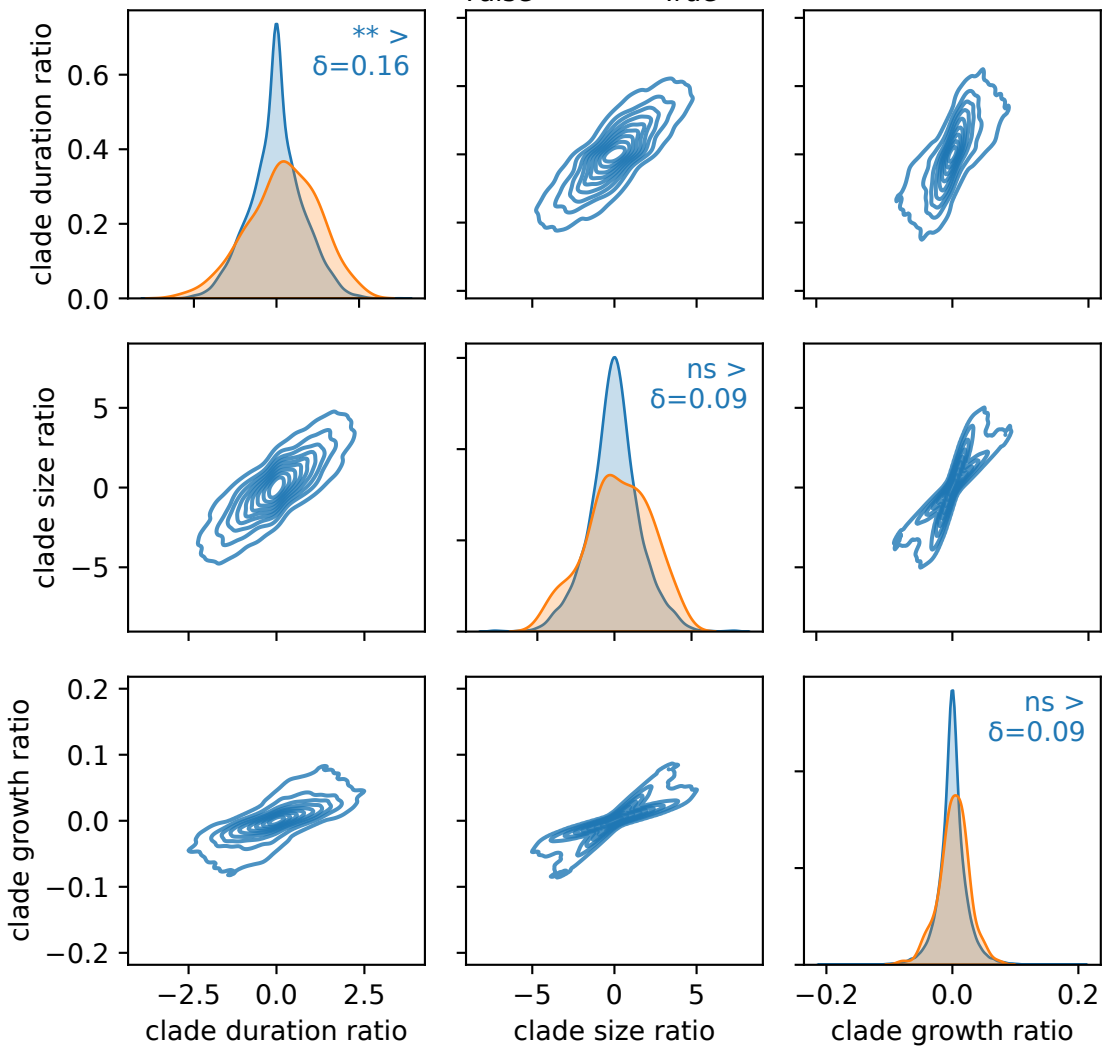 clade duration ratio
0.6
0.4
0.2
0.0
** >
δ=0.16
clade size ratio
5
0
−5
ns >
δ=0.09
clade growth ratio
0.2
0.1
0.0
−0.1
−0.2
ns >
δ=0.09
−2.5 0.0 2.5
−5 0 5
−0.2 0.0 0.2
clade duration ratio
clade size ratio
clade growth ratio